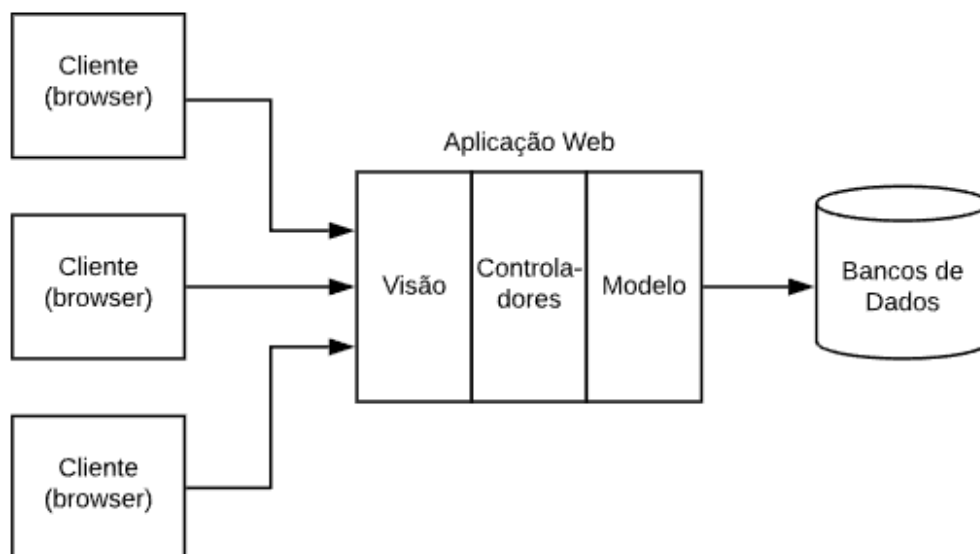 Cliente
(browser)
Aplicação Web
Cliente
(browser)
Visão
Controla-
dores
Modelo
Bancos de
Dados
Cliente
(browser)